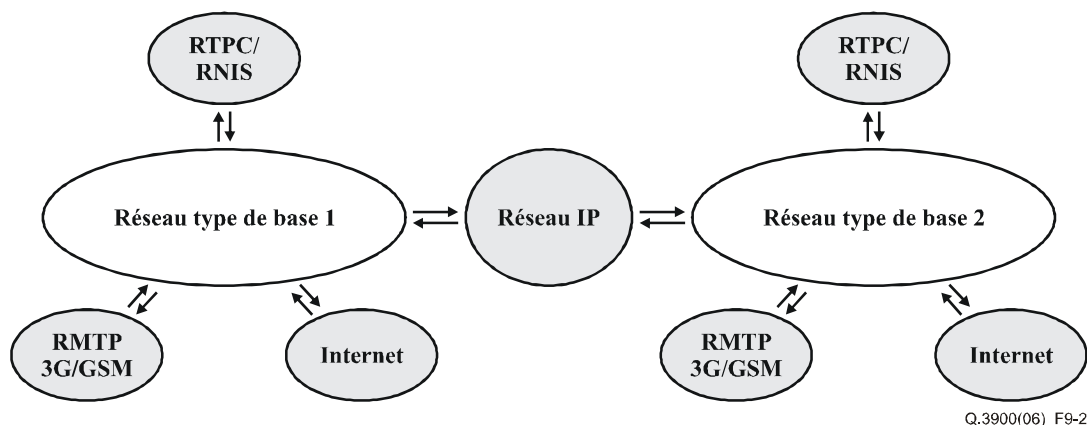 RTPC/
RNIS
RTPC/
RNIS
Réseau type de base 1
Réseau IP
Réseau type de base 2
RMTP
3G/GSM
Internet
RMTP
3G/GSM
Internet
Q.3900(06)_F9-2